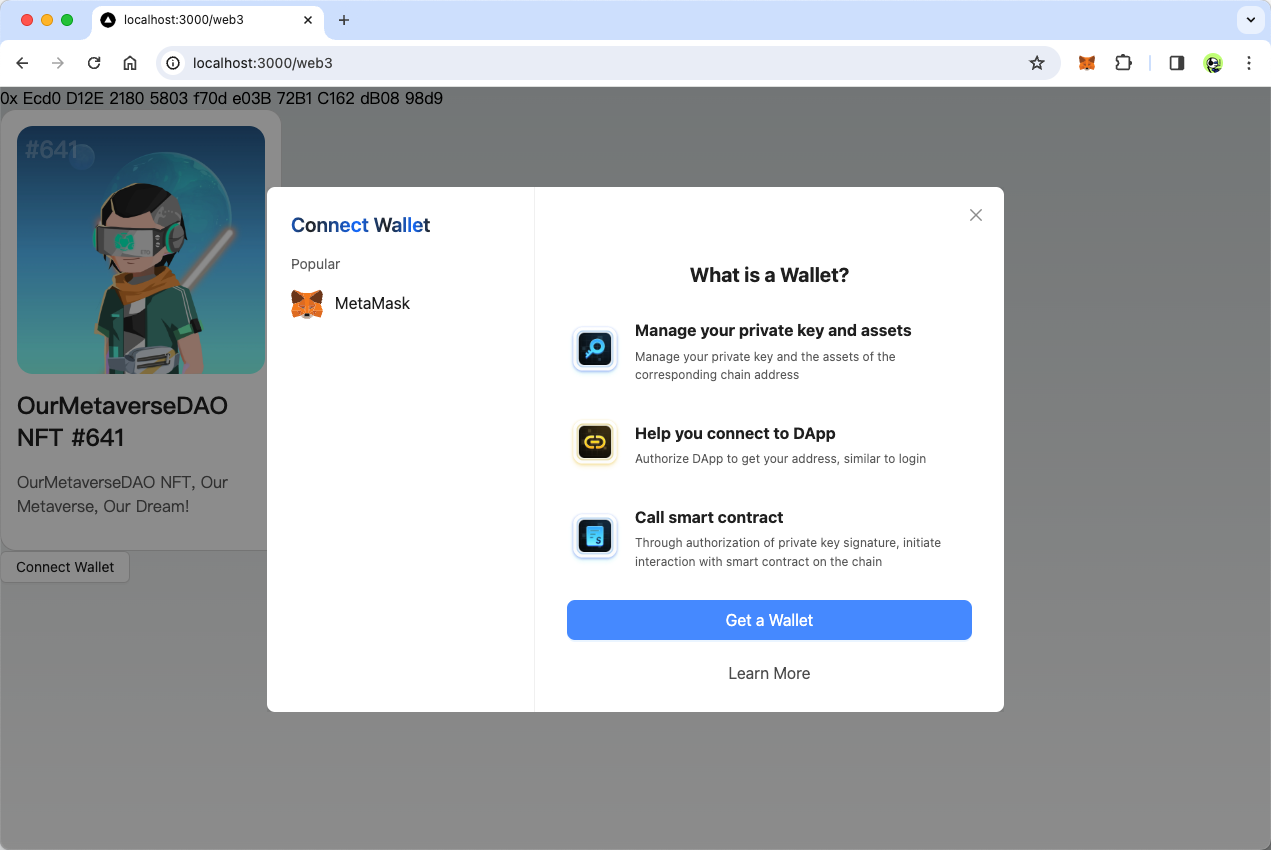 localhost:3000/web3
localhost:3000/web3
0x Ecd0 D12E 2180 5803 f70d e03B 72B1 C162 dB08 98d9
#641
OurMetaverseDAO
NFT #641
OurMetaverseDAO NFT, Our
Metaverse, Our Dream!
Connect Wallet
Connect Wallet
Popular
MetaMask
What is a Wallet?
Manage your private key and assets
Manage your private key and the assets of the
corresponding chain address
Help you connect to DApp
Authorize DApp to get your address, similar to login
Call smart contract
Through authorization of private key signature, initiate
interaction with smart contract on the chain
Get a Wallet
Learn More